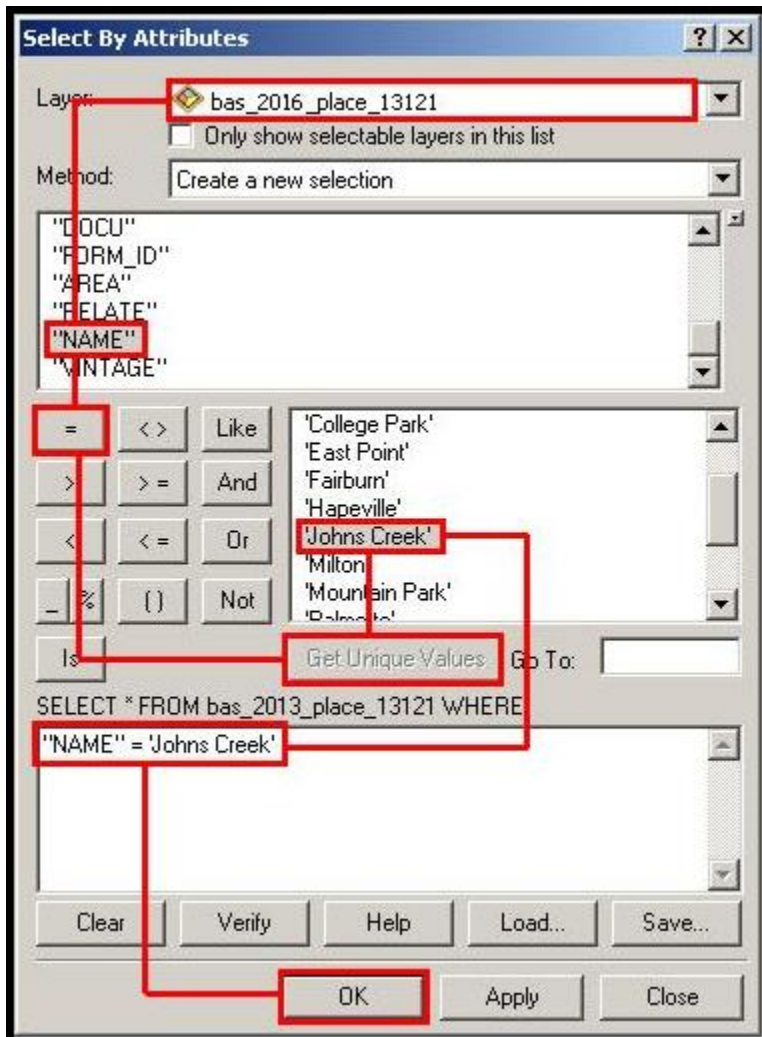 Select By Attributes
Layer: bas_2016_place_13121
Only show selectable layers in this list
Method: Create a new selection
"DOCU"
"FORM_ID"
"AREA"
"RELATE"
"NAME"
"VINTAGE"
= < > Like
> > = And
< < = Or
_ % ( ) Not
Is
'College Park'
'East Point'
'Fairburn'
'Hapeville'
'Johns Creek'
'Milton'
'Mountain Park'
Get Unique Values Go To:
SELECT * FROM bas_2013_place_13121 WHERE
"NAME" = 'Johns Creek'
Clear Verify Help Load... Save...
OK Apply Close